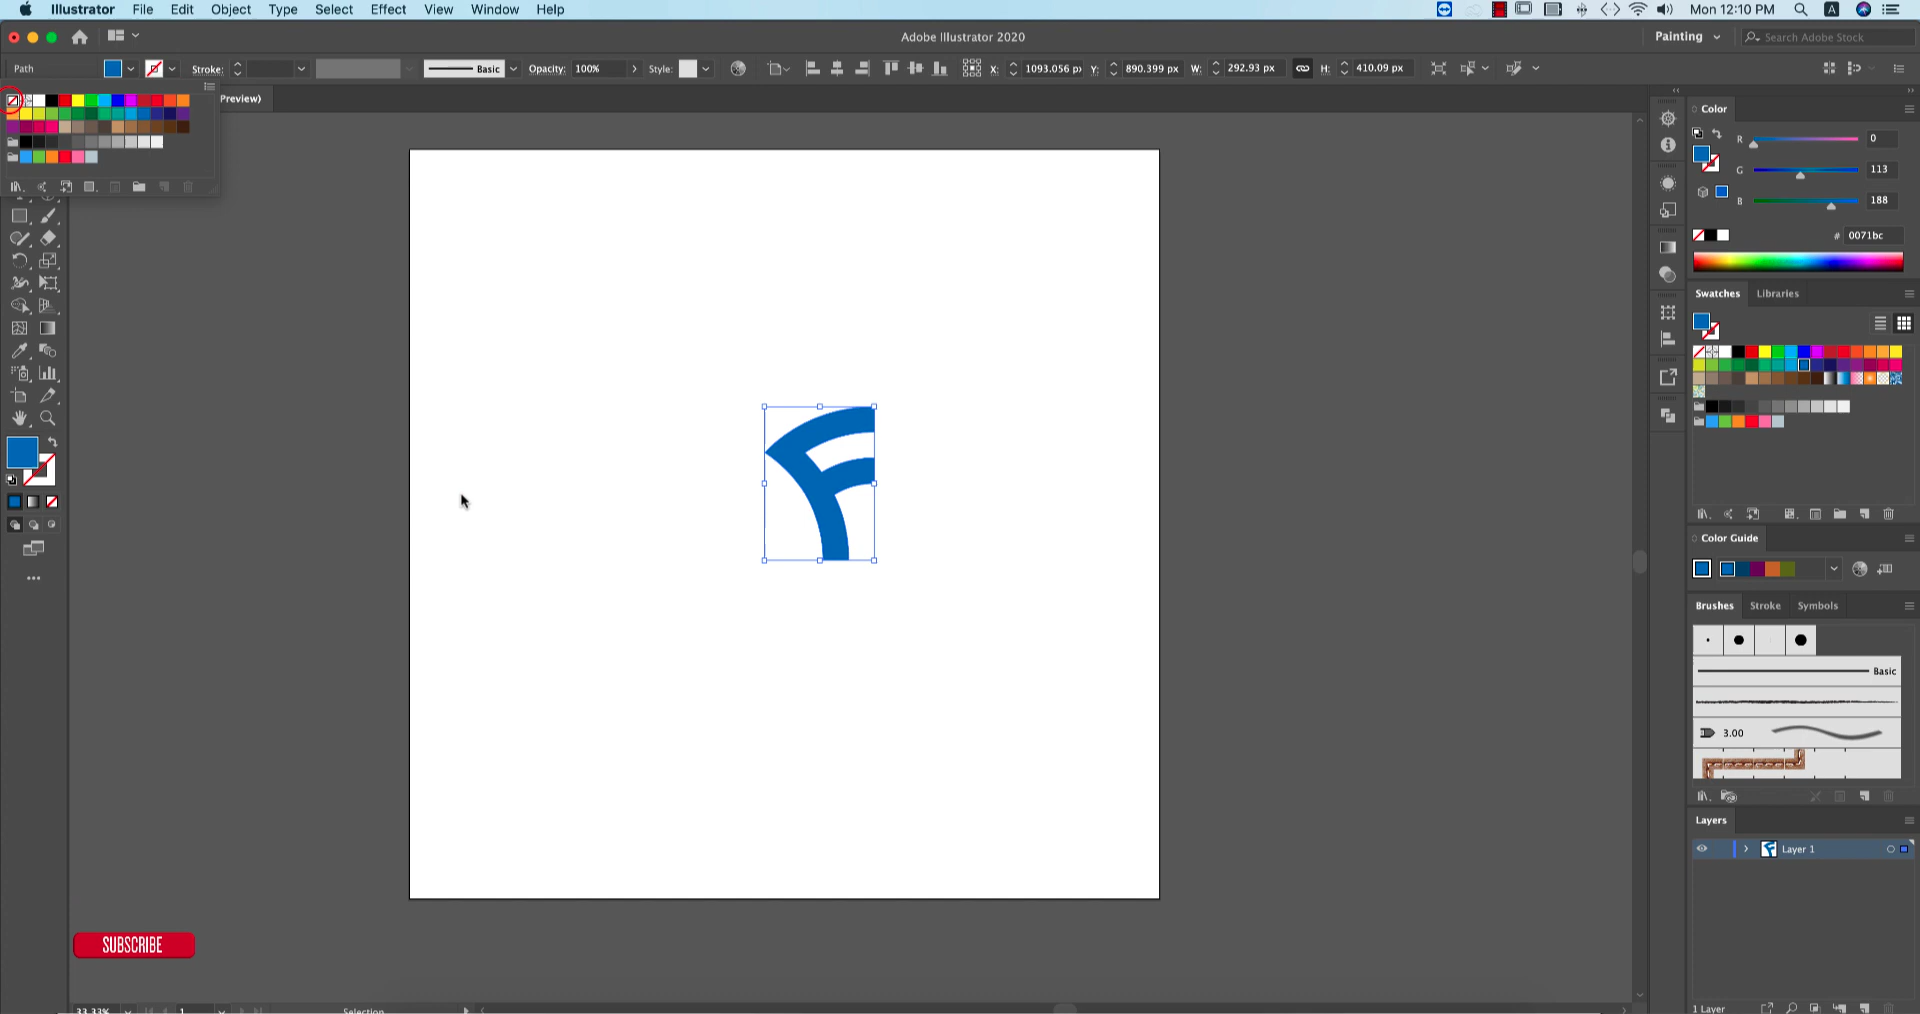 Illustrator File Edit Object Type Select Effect View Window Help
Mon 12:10 PM
A
Adobe Illustrator 2020
Painting
Search Adobe Stock
Path
Stroke:
Basic
Opacity: 100%
Style:
X: 1093.056 p
Y: 890.399 px
W: 292.93 px
H: 410.09 px
Preview)
Color
R 0
G 113
B 188
# 0071bc
Swatches Libraries
Color Guide
Brushes Stroke Symbols
Basic
3.00
Layers
Layer 1
SUBSCRIBE
33.33%
1
Selection
1 Layer